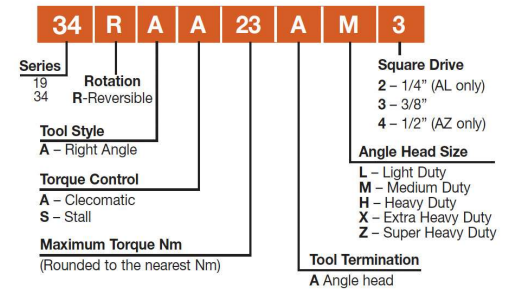 34 R A A 23 A M 3
Series
19
34
Rotation
R-Reversible
Tool Style
A – Right Angle
Torque Control
A – Clecomatic
S – Stall
Maximum Torque Nm
(Rounded to the nearest Nm)
Square Drive
2 – 1/4” (AL only)
3 – 3/8”
4 – 1/2” (AZ only)
Angle Head Size
L – Light Duty
M – Medium Duty
H – Heavy Duty
X – Extra Heavy Duty
Z – Super Heavy Duty
Tool Termination
A Angle head